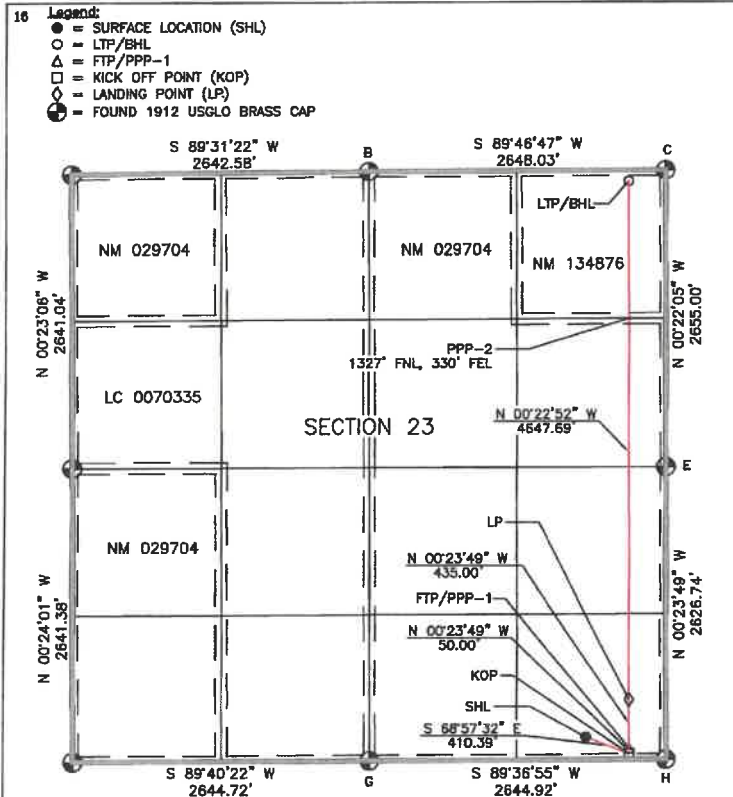 16
Legend:
● = SURFACE LOCATION (SHL)
○ = LTP/BHL
△ = FTP/PPP-1
□ = KICK OFF POINT (KOP)
◊ = LANDING POINT (LP)
= FOUND 1912 USGLO BRASS CAP
S 89°31'22" W
2642.58'
B
S 89°46'47" W
2648.03'
C
LTP/BHL
NM 029704
NM 029704
NM 134876
N 00°23'06" W
2641.04'
N 00°22'05" W
2655.00'
PPP-2
1327' FNL, 330' FEL
LC 0070335
SECTION 23
N 00°22'52" W
4647.69'
E
LP
NM 029704
N 00°23'49" W
435.00'
FTP/PPP-1
N 00°23'49" W
50.00'
N 00°24'01" W
2641.38'
N 00°23'49" W
2626.74'
KOP
SHL
S 68°57'32" E
410.39'
S 89°40'22" W
2644.72'
G
S 89°36'55" W
2644.92'
H